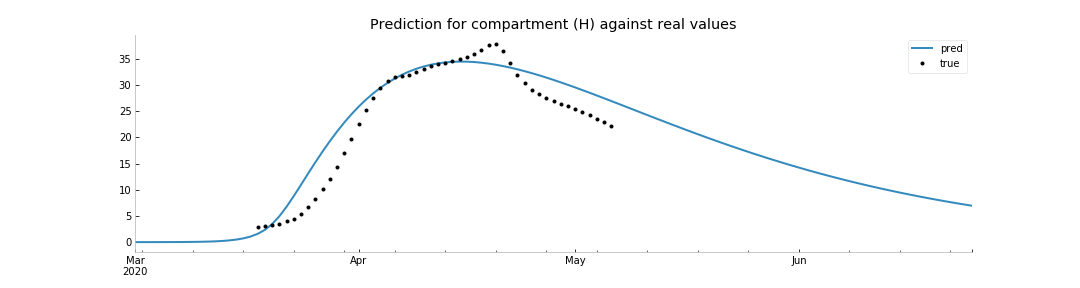 Prediction for compartment (H) against real values
pred
true
35
30
25
20
15
10
5
0
Mar
2020
Apr
May
Jun